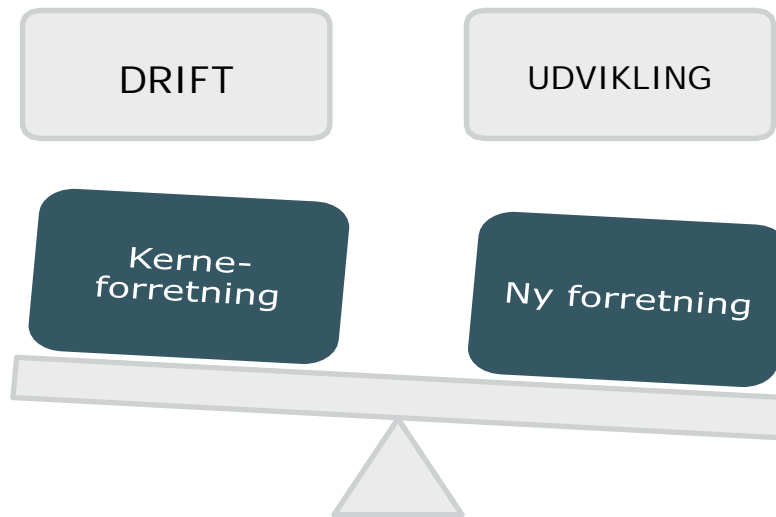 DRIFT
UDVIKLING
Kerne-
forretning
Ny forretning